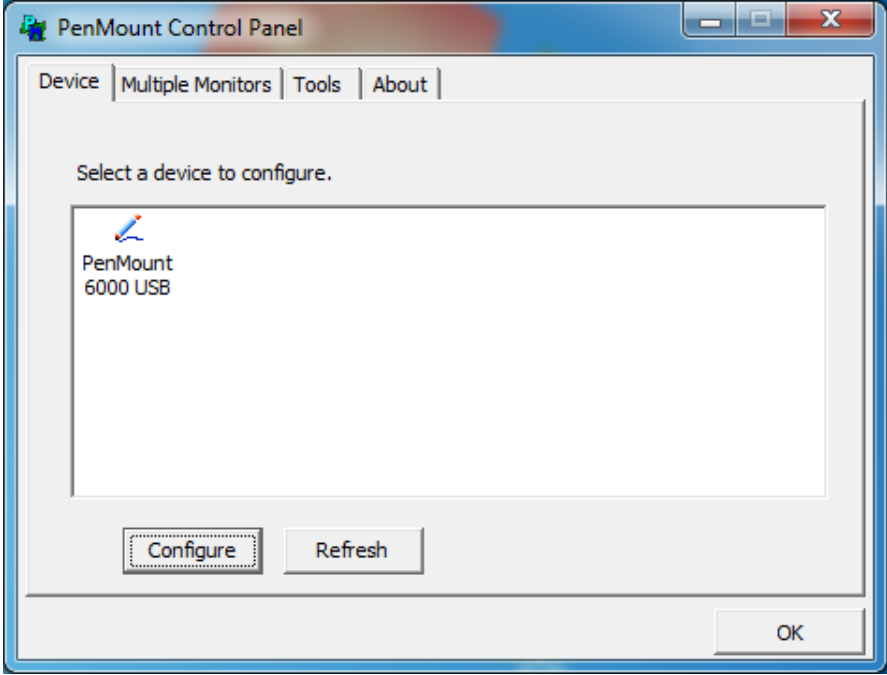 PenMount Control Panel
Device Multiple Monitors Tools About
Select a device to configure.
PenMount
6000 USB
Configure Refresh
OK